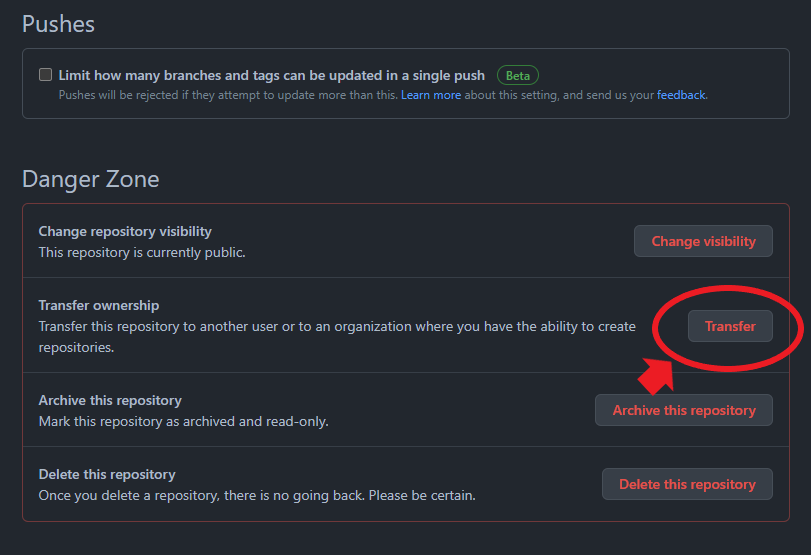 Pushes
Limit how many branches and tags can be updated in a single push Beta
Pushes will be rejected if they attempt to update more than this. Learn more about this setting, and send us your feedback.
Danger Zone
Change repository visibility
This repository is currently public.
Change visibility
Transfer ownership
Transfer this repository to another user or to an organization where you have the ability to create
repositories.
Transfer
Archive this repository
Mark this repository as archived and read-only.
Archive this repository
Delete this repository
Once you delete a repository, there is no going back. Please be certain.
Delete this repository